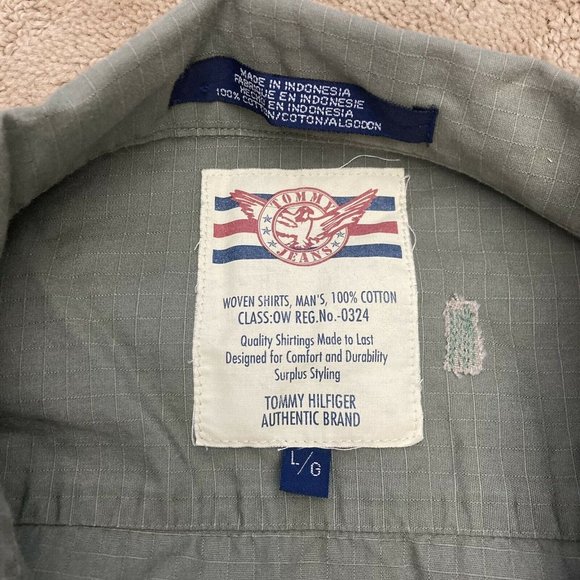 MADE IN INDONESIA
FABRIQUE EN INDONESIE
HECHO EN INDONESIA
100% COTTON/COTON/ALGODON
TOMMY
JEANS
WOVEN SHIRTS, MAN'S, 100% COTTON
CLASS:OW REG.No.-0324
Quality Shirtings Made to Last
Designed for Comfort and Durability
Surplus Styling
TOMMY HILFIGER
AUTHENTIC BRAND
L/G